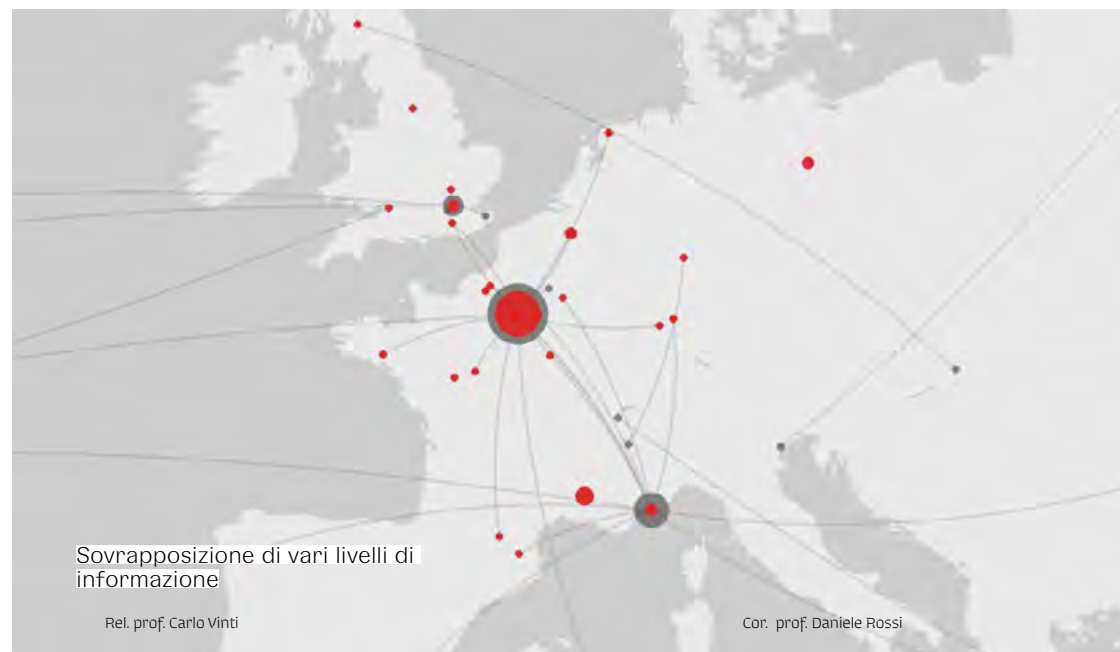 Sovrapposizione di vari livelli di
informazione
Rel. prof. Carlo Vinti
Cor. prof. Daniele Rossi